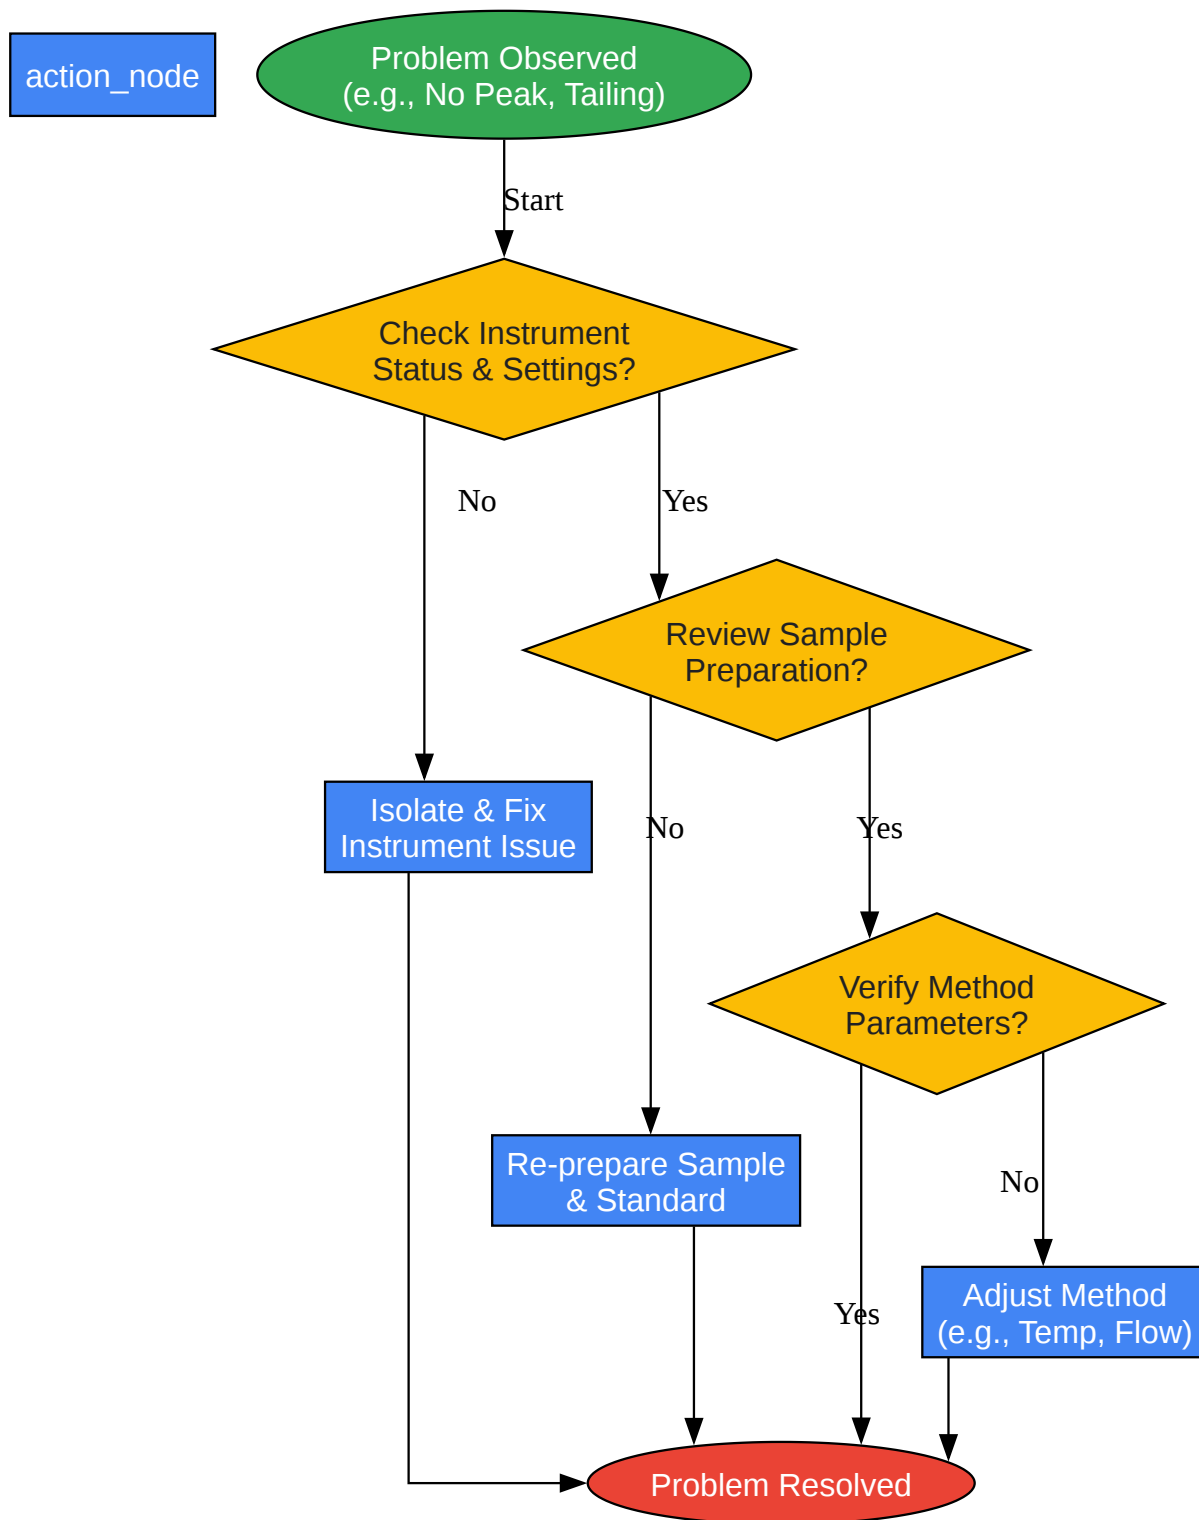 action_node
Problem Observed
(e.g., No Peak, Tailing)
Start
Check Instrument
Status & Settings?
No
Yes
Review Sample
Preparation?
Isolate & Fix
Instrument Issue
No
Yes
Verify Method
Parameters?
Re-prepare Sample
& Standard
No
Yes
Adjust Method
(e.g., Temp, Flow)
Problem Resolved